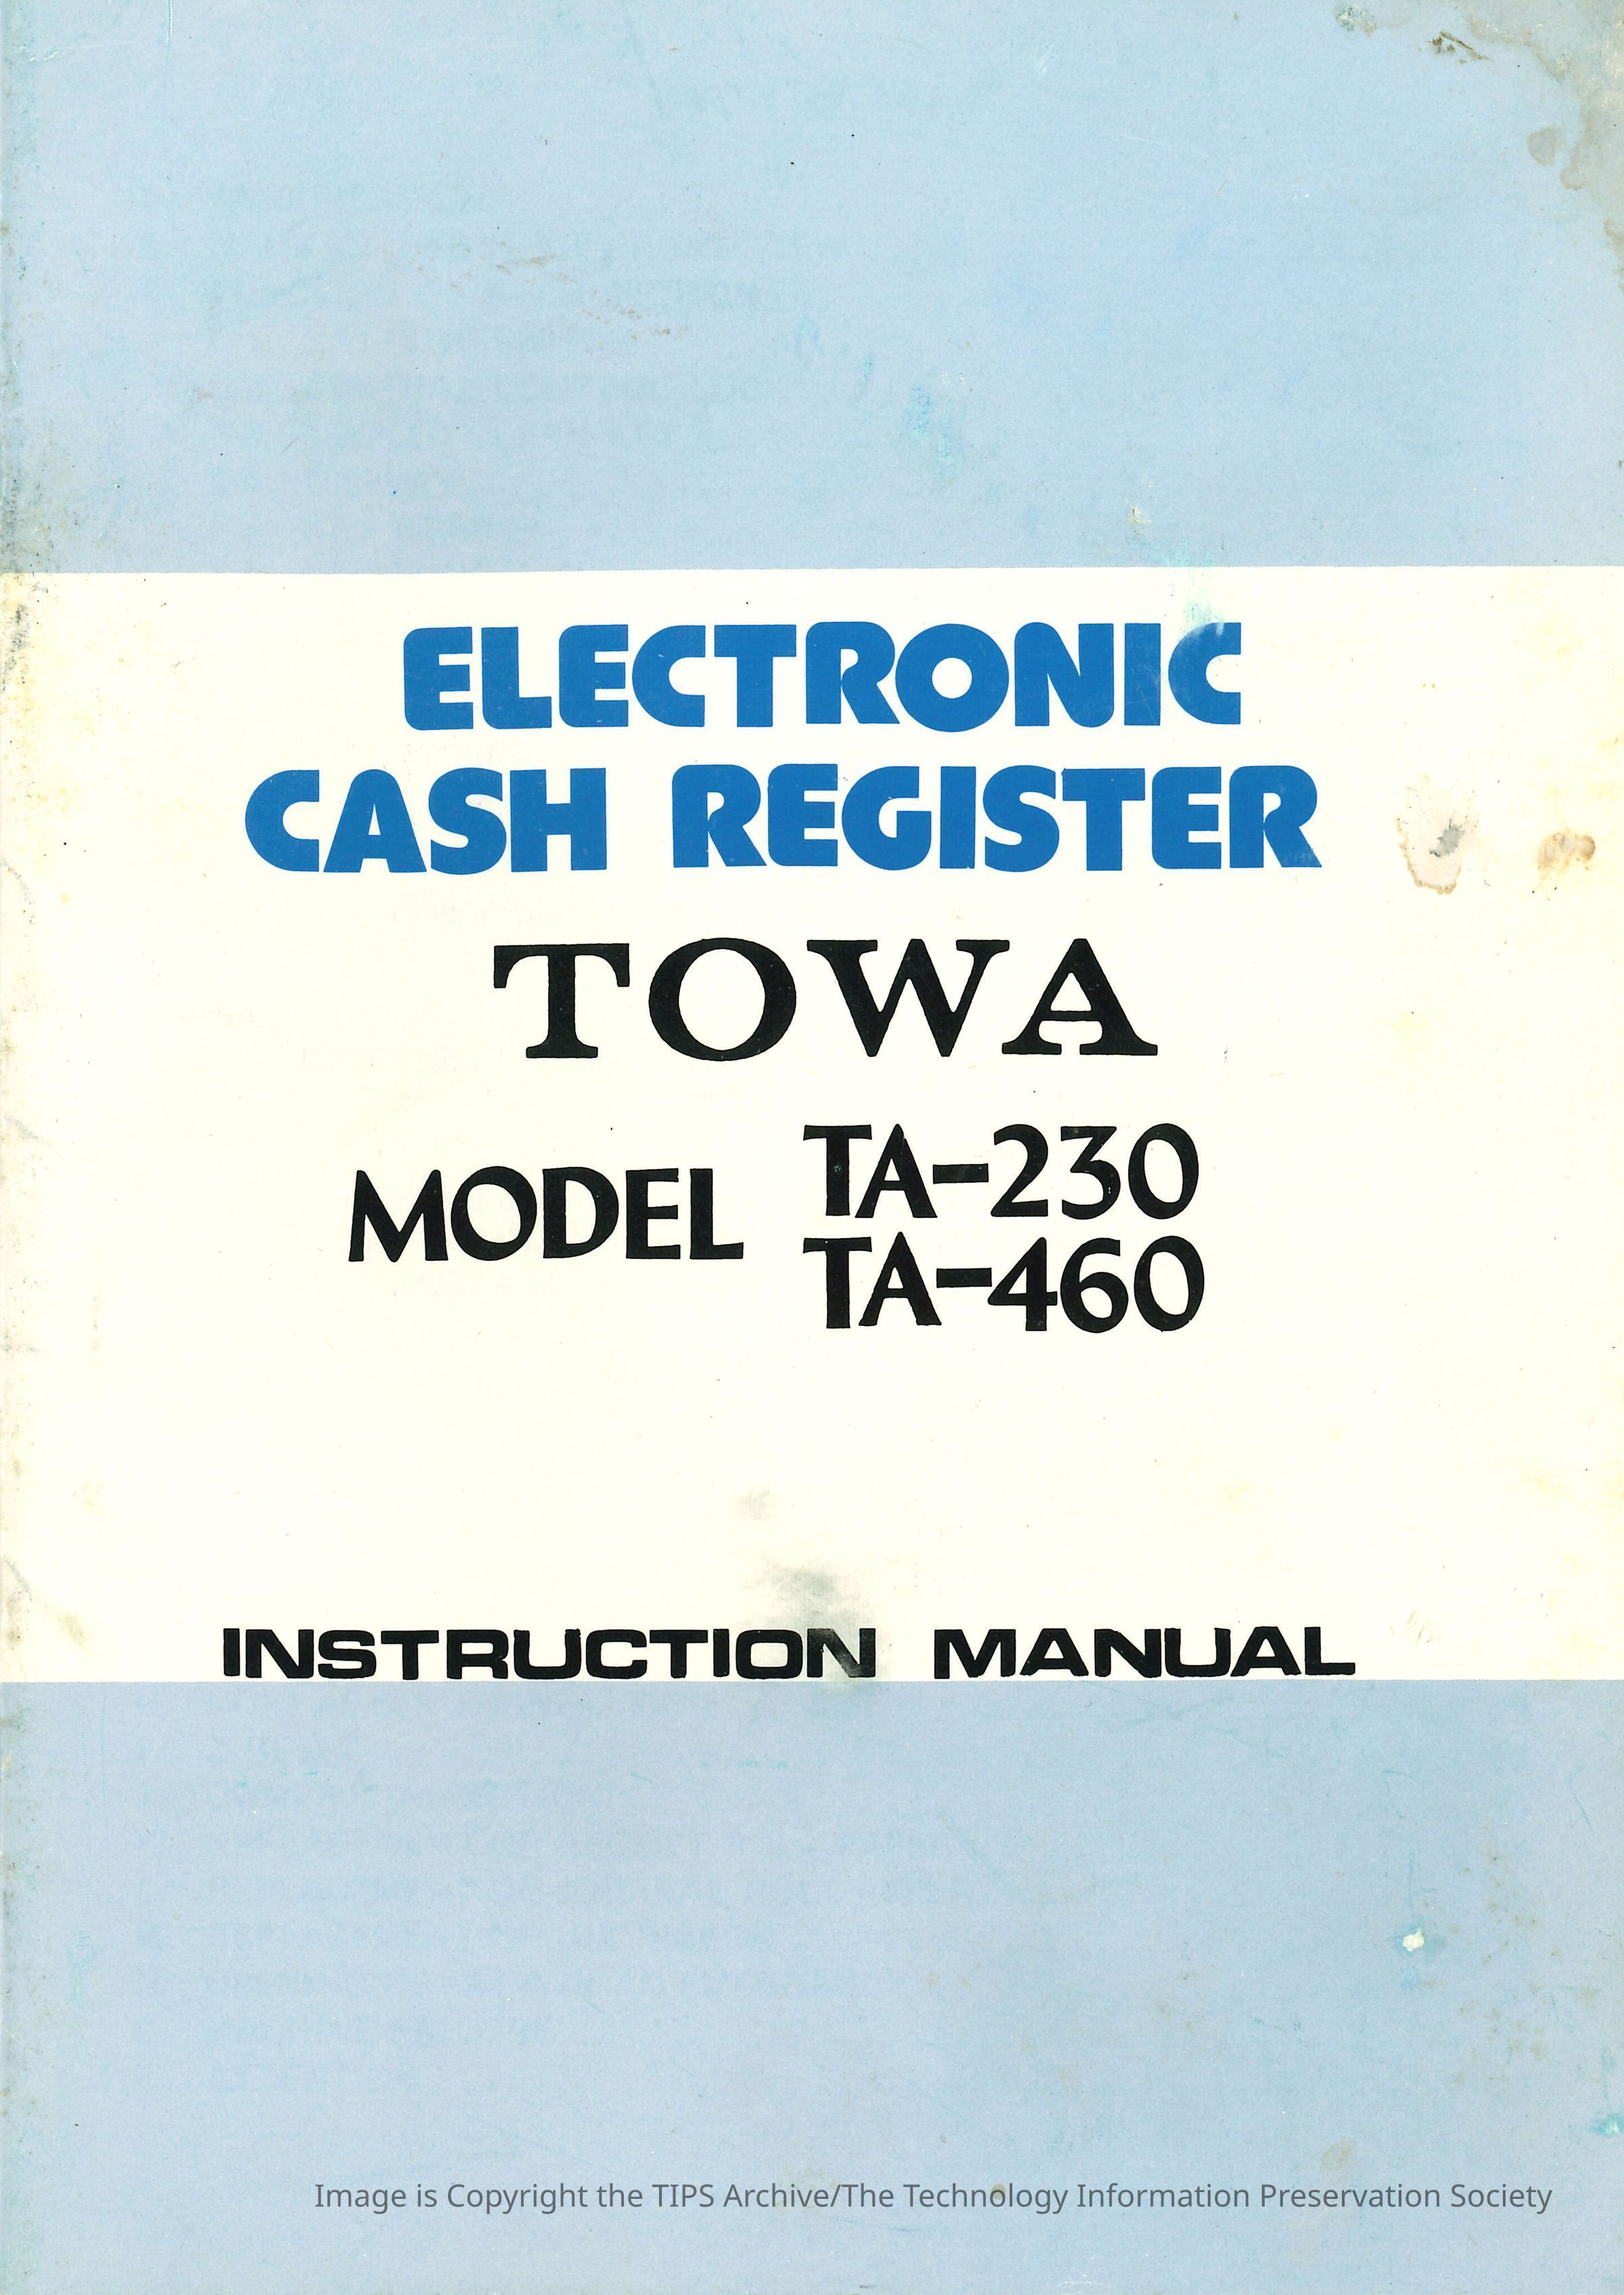 ELECTRONIC
CASH REGISTER
TOWA
MODEL TA-230
TA-460
INSTRUCTION MANUAL
Image is Copyright the TIPS Archive/The Technology Information Preservation Society